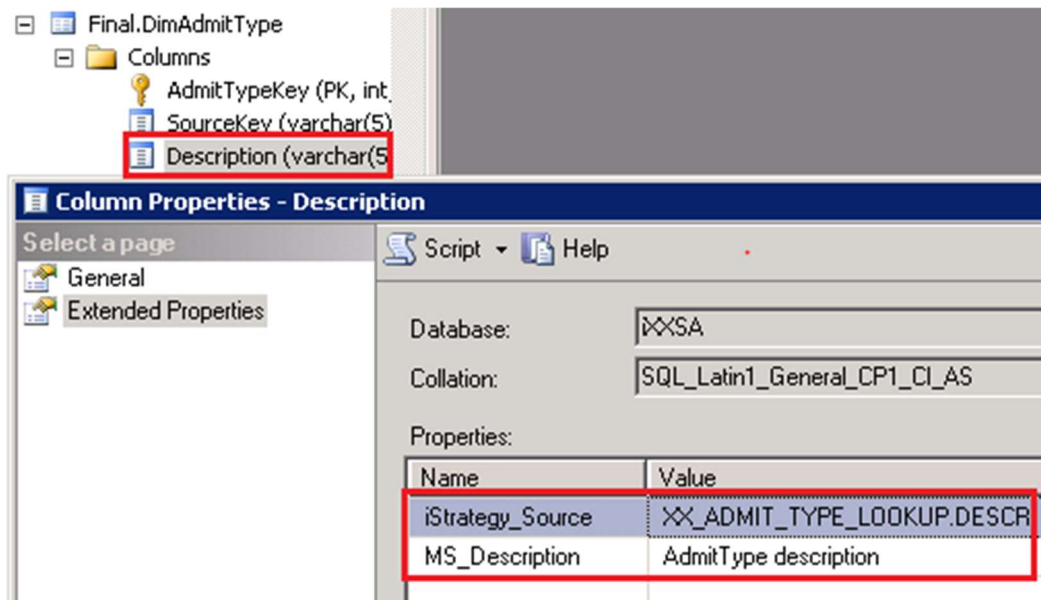 Final.DimAdmitType
Columns
AdmitTypeKey (PK, int,
SourceKey (varchar(5)
Description (varchar(5
Column Properties - Description
Select a page
Script Help
General
Extended Properties
Database: iXXSA
Collation: SQL_Latin1_General_CP1_CI_AS
Properties:
Name Value
iStrategy_Source XX_ADMIT_TYPE_LOOKUP.DESCR
MS_Description AdmitType description